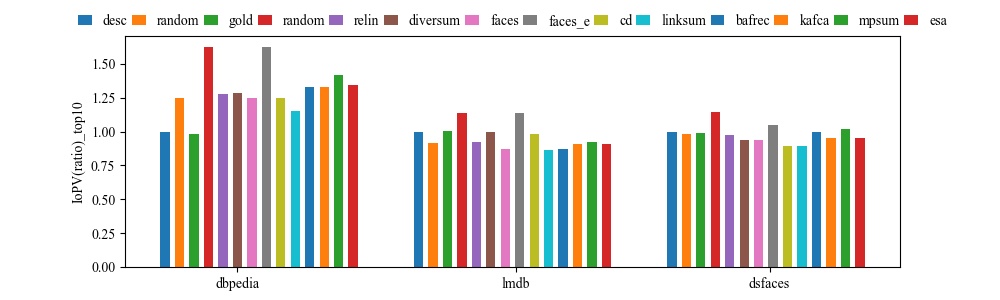 desc random gold random relin diversum faces faces_e cd linksum bafrec kafca mpsum esa
IoPV(ratio)_top10
1.50
1.25
1.00
0.75
0.50
0.25
0.00
dbpedia lmdb dsfaces